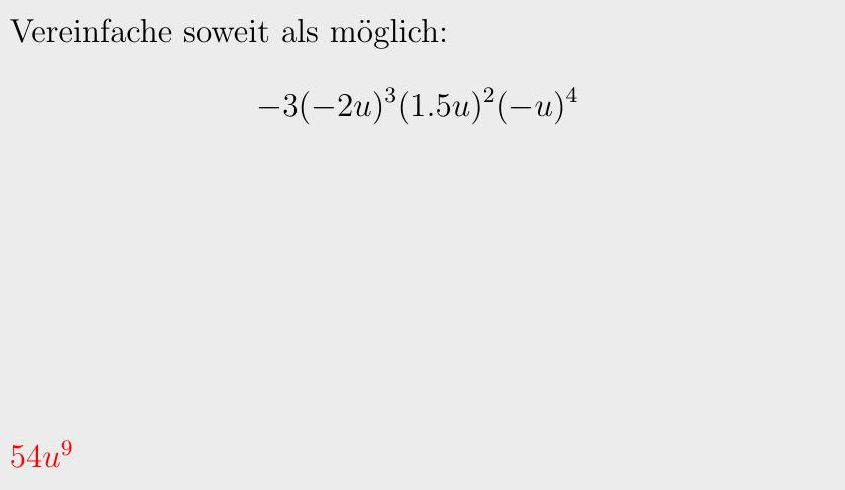 Vereinfache soweit als möglich:
−3(−2u)³(1.5u)²(−u)⁴
54u⁹